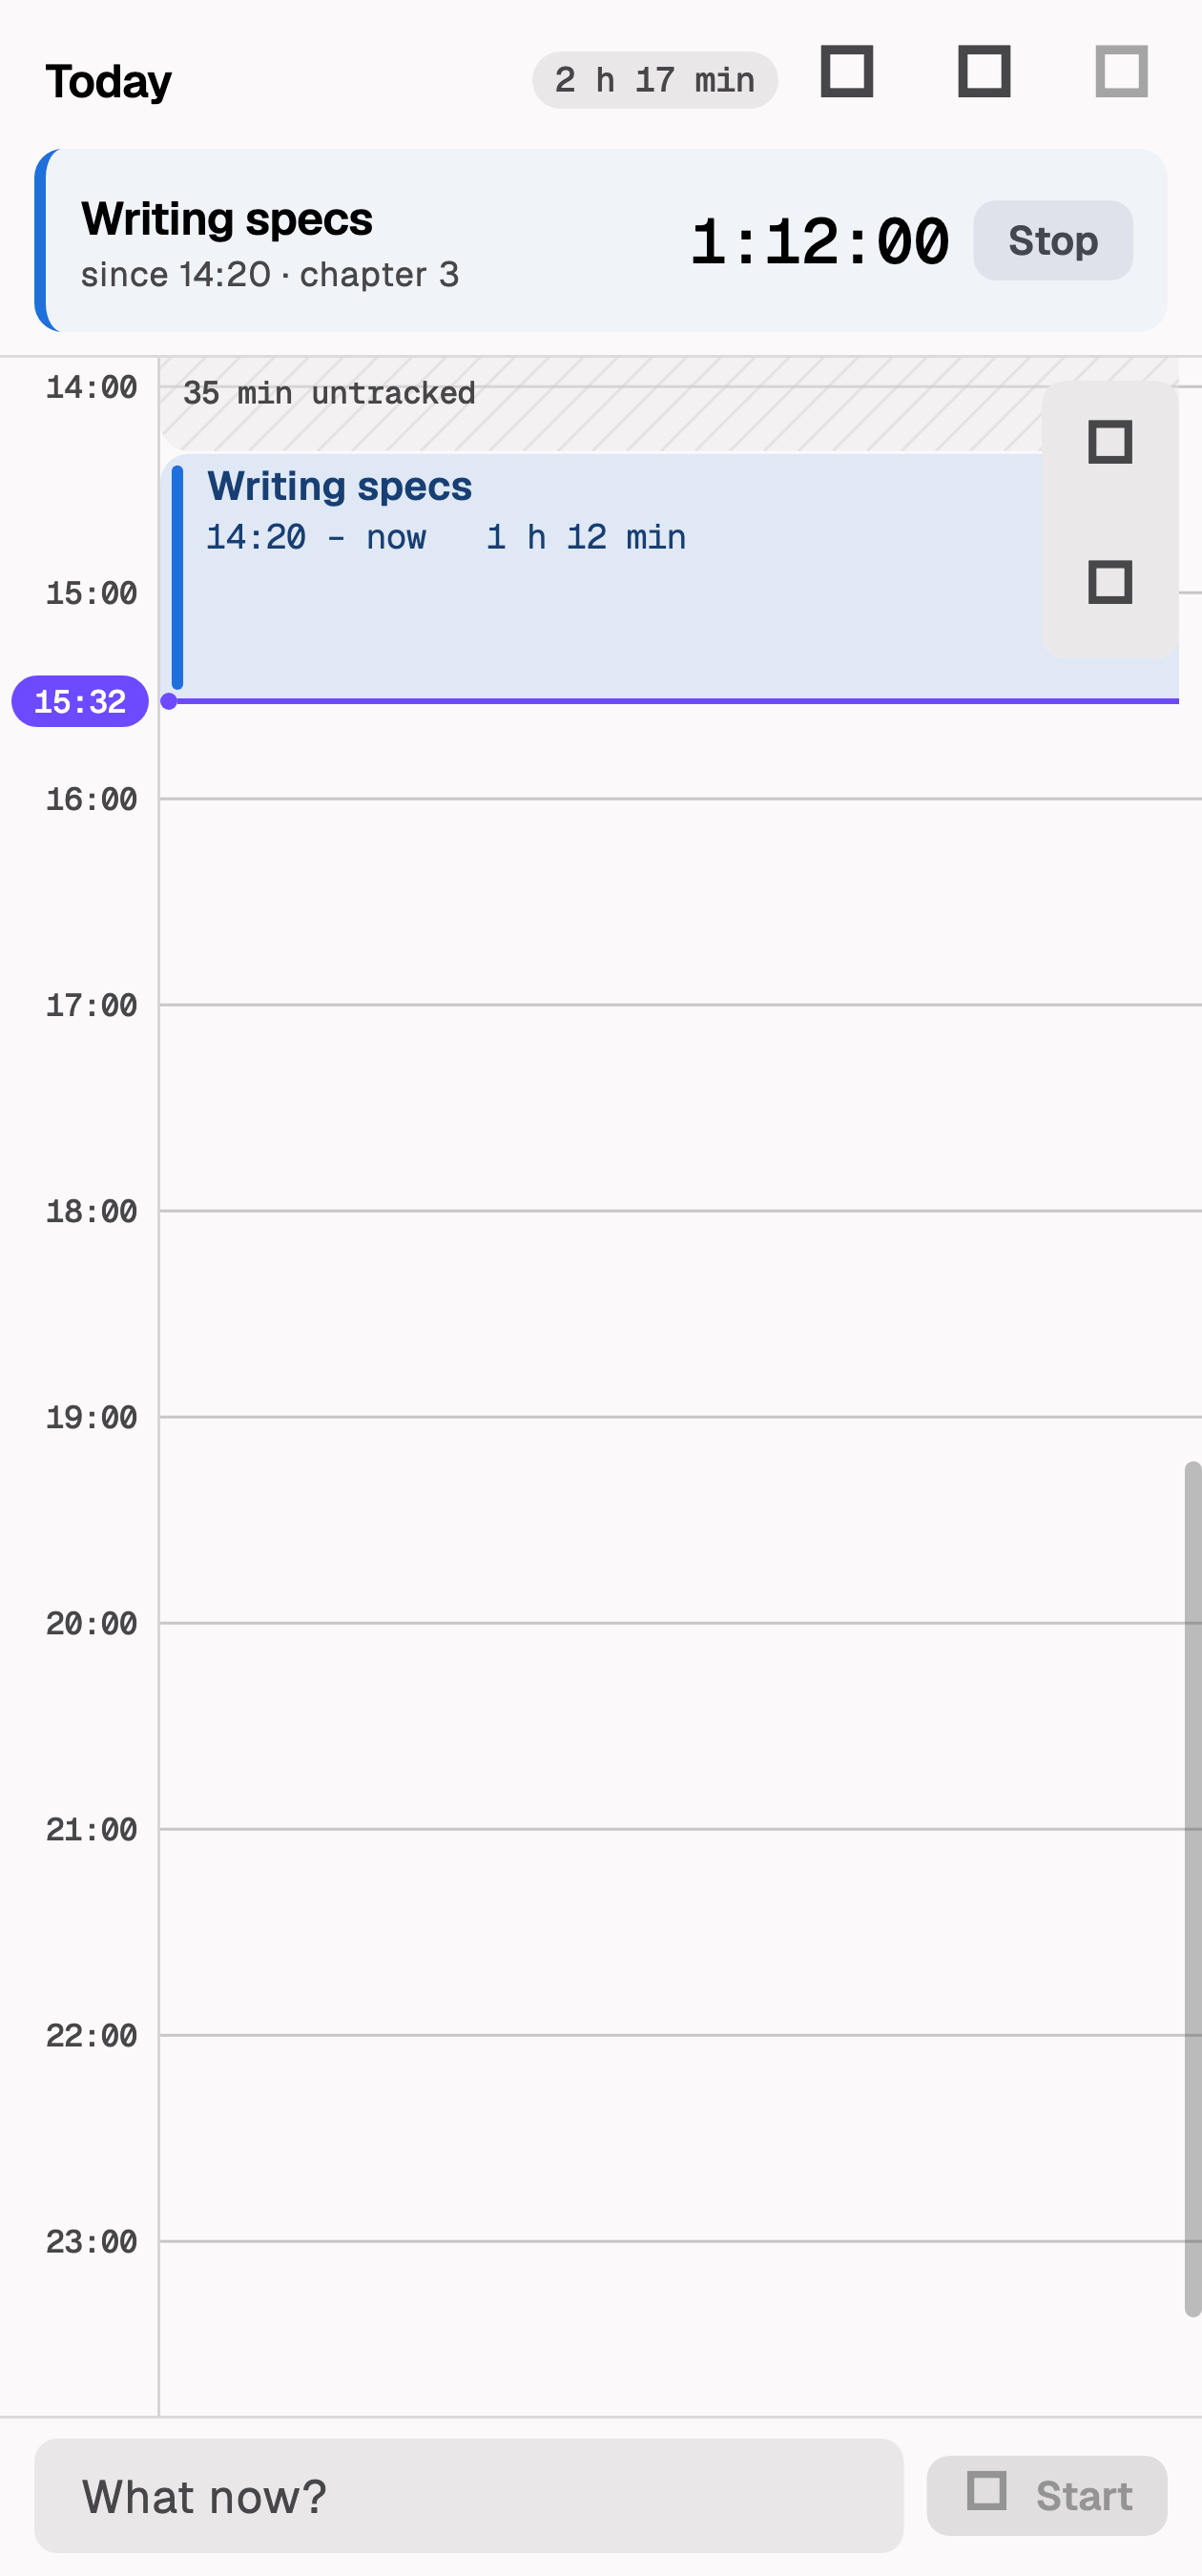 Today
2 h 17 min
Writing specs
since 14:20 · chapter 3
1:12:00
Stop
14:00
35 min untracked
Writing specs
14:20 – now 1 h 12 min
15:00
15:32
16:00
17:00
18:00
19:00
20:00
21:00
22:00
23:00
What now?
Start